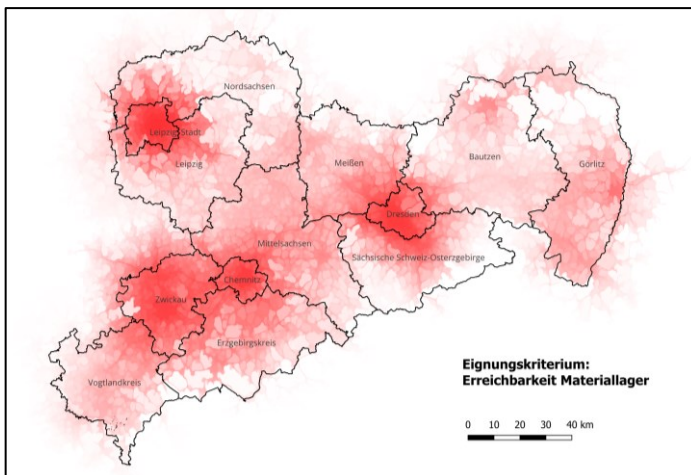 Nordsachsen
Leipzig Stadt
Leipzig
Meißen
Bautzen
Görlitz
Dresden
Mittelsachsen
Sächsische Schweiz-Osterzgebirge
Chemnitz
Zwickau
Erzgebirgskreis
Vogtlandkreis
Eignungskriterium:
Erreichbarkeit Materiallager
0 10 20 30 40 km